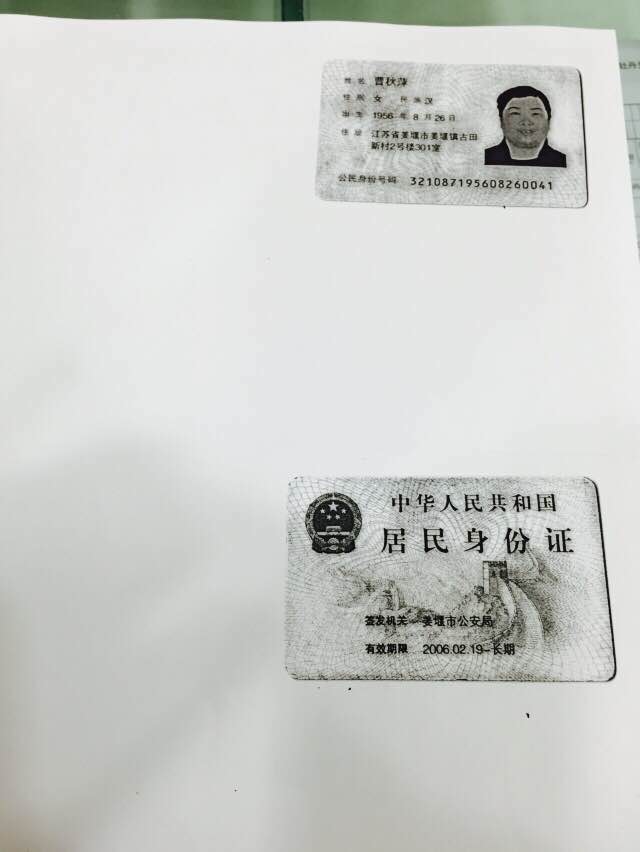 姓名 曹秋萍
性别 女 民族 汉
出生 1956 年 8 月 26 日
住址 江苏省姜堰市姜堰镇古田
新村2号楼301室
公民身份号码 321087195608260041
中华人民共和国
居民身份证
签发机关 姜堰市公安局
有效期限 2006.02.19-长期